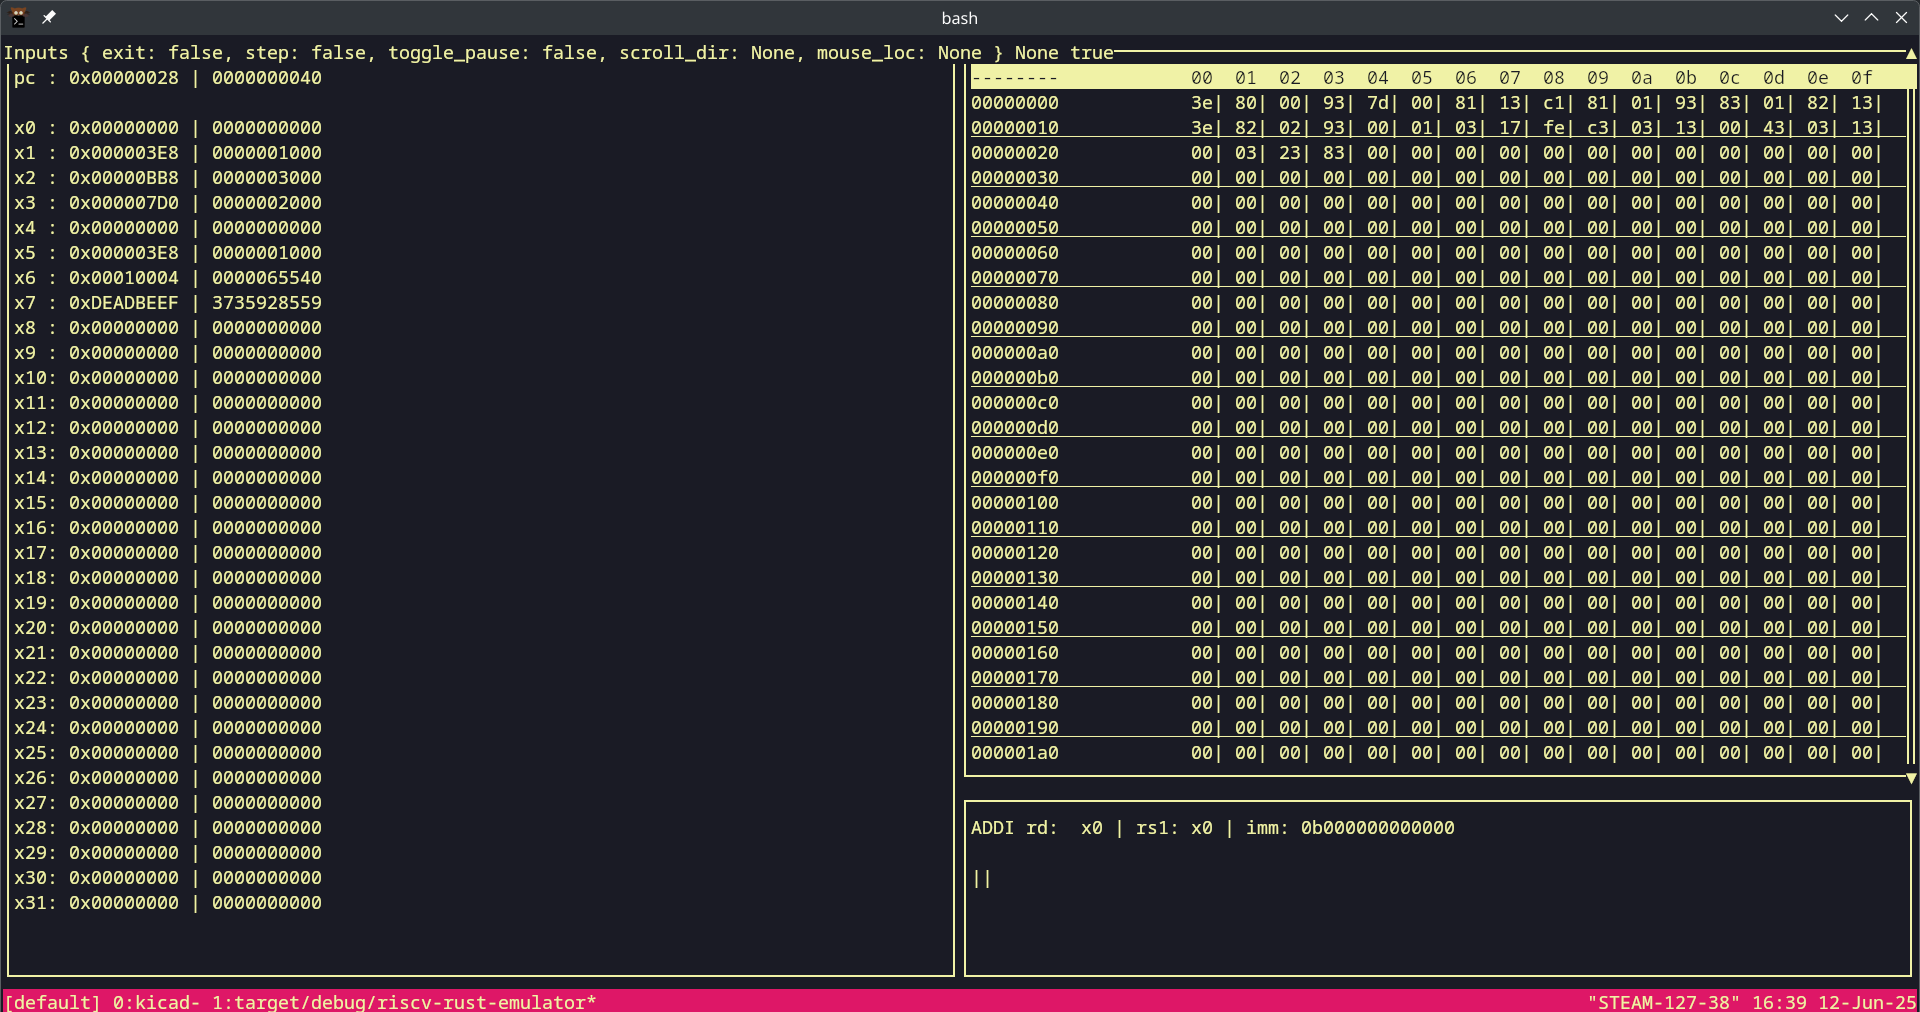 bash
Inputs { exit: false, step: false, toggle_pause: false, scroll_dir: None, mouse_loc: None } None true
pc : 0x00000028 | 0000000040
x0 : 0x00000000 | 0000000000
x1 : 0x000003E8 | 0000001000
x2 : 0x00000BB8 | 0000003000
x3 : 0x000007D0 | 0000002000
x4 : 0x00000000 | 0000000000
x5 : 0x000003E8 | 0000001000
x6 : 0x00010004 | 0000065540
x7 : 0xDEADBEEF | 3735928559
x8 : 0x00000000 | 0000000000
x9 : 0x00000000 | 0000000000
x10: 0x00000000 | 0000000000
x11: 0x00000000 | 0000000000
x12: 0x00000000 | 0000000000
x13: 0x00000000 | 0000000000
x14: 0x00000000 | 0000000000
x15: 0x00000000 | 0000000000
x16: 0x00000000 | 0000000000
x17: 0x00000000 | 0000000000
x18: 0x00000000 | 0000000000
x19: 0x00000000 | 0000000000
x20: 0x00000000 | 0000000000
x21: 0x00000000 | 0000000000
x22: 0x00000000 | 0000000000
x23: 0x00000000 | 0000000000
x24: 0x00000000 | 0000000000
x25: 0x00000000 | 0000000000
x26: 0x00000000 | 0000000000
x27: 0x00000000 | 0000000000
x28: 0x00000000 | 0000000000
x29: 0x00000000 | 0000000000
x30: 0x00000000 | 0000000000
x31: 0x00000000 | 0000000000
-------- 00 01 02 03 04 05 06 07 08 09 0a 0b 0c 0d 0e 0f
00000000 3e| 80| 00| 93| 7d| 00| 81| 13| c1| 81| 01| 93| 83| 01| 82| 13|
00000010 3e| 82| 02| 93| 00| 01| 03| 17| fe| c3| 03| 13| 00| 43| 03| 13|
00000020 00| 03| 23| 83| 00| 00| 00| 00| 00| 00| 00| 00| 00| 00| 00| 00|
00000030 00| 00| 00| 00| 00| 00| 00| 00| 00| 00| 00| 00| 00| 00| 00| 00|
00000040 00| 00| 00| 00| 00| 00| 00| 00| 00| 00| 00| 00| 00| 00| 00| 00|
00000050 00| 00| 00| 00| 00| 00| 00| 00| 00| 00| 00| 00| 00| 00| 00| 00|
00000060 00| 00| 00| 00| 00| 00| 00| 00| 00| 00| 00| 00| 00| 00| 00| 00|
00000070 00| 00| 00| 00| 00| 00| 00| 00| 00| 00| 00| 00| 00| 00| 00| 00|
00000080 00| 00| 00| 00| 00| 00| 00| 00| 00| 00| 00| 00| 00| 00| 00| 00|
00000090 00| 00| 00| 00| 00| 00| 00| 00| 00| 00| 00| 00| 00| 00| 00| 00|
000000a0 00| 00| 00| 00| 00| 00| 00| 00| 00| 00| 00| 00| 00| 00| 00| 00|
000000b0 00| 00| 00| 00| 00| 00| 00| 00| 00| 00| 00| 00| 00| 00| 00| 00|
000000c0 00| 00| 00| 00| 00| 00| 00| 00| 00| 00| 00| 00| 00| 00| 00| 00|
000000d0 00| 00| 00| 00| 00| 00| 00| 00| 00| 00| 00| 00| 00| 00| 00| 00|
000000e0 00| 00| 00| 00| 00| 00| 00| 00| 00| 00| 00| 00| 00| 00| 00| 00|
000000f0 00| 00| 00| 00| 00| 00| 00| 00| 00| 00| 00| 00| 00| 00| 00| 00|
00000100 00| 00| 00| 00| 00| 00| 00| 00| 00| 00| 00| 00| 00| 00| 00| 00|
00000110 00| 00| 00| 00| 00| 00| 00| 00| 00| 00| 00| 00| 00| 00| 00| 00|
00000120 00| 00| 00| 00| 00| 00| 00| 00| 00| 00| 00| 00| 00| 00| 00| 00|
00000130 00| 00| 00| 00| 00| 00| 00| 00| 00| 00| 00| 00| 00| 00| 00| 00|
00000140 00| 00| 00| 00| 00| 00| 00| 00| 00| 00| 00| 00| 00| 00| 00| 00|
00000150 00| 00| 00| 00| 00| 00| 00| 00| 00| 00| 00| 00| 00| 00| 00| 00|
00000160 00| 00| 00| 00| 00| 00| 00| 00| 00| 00| 00| 00| 00| 00| 00| 00|
00000170 00| 00| 00| 00| 00| 00| 00| 00| 00| 00| 00| 00| 00| 00| 00| 00|
00000180 00| 00| 00| 00| 00| 00| 00| 00| 00| 00| 00| 00| 00| 00| 00| 00|
00000190 00| 00| 00| 00| 00| 00| 00| 00| 00| 00| 00| 00| 00| 00| 00| 00|
000001a0 00| 00| 00| 00| 00| 00| 00| 00| 00| 00| 00| 00| 00| 00| 00| 00|
ADDI rd:  x0 | rs1: x0 | imm: 0b000000000000
||
[default] 0:kicad- 1:target/debug/riscv-rust-emulator* "STEAM-127-38" 16:39 12-Jun-25